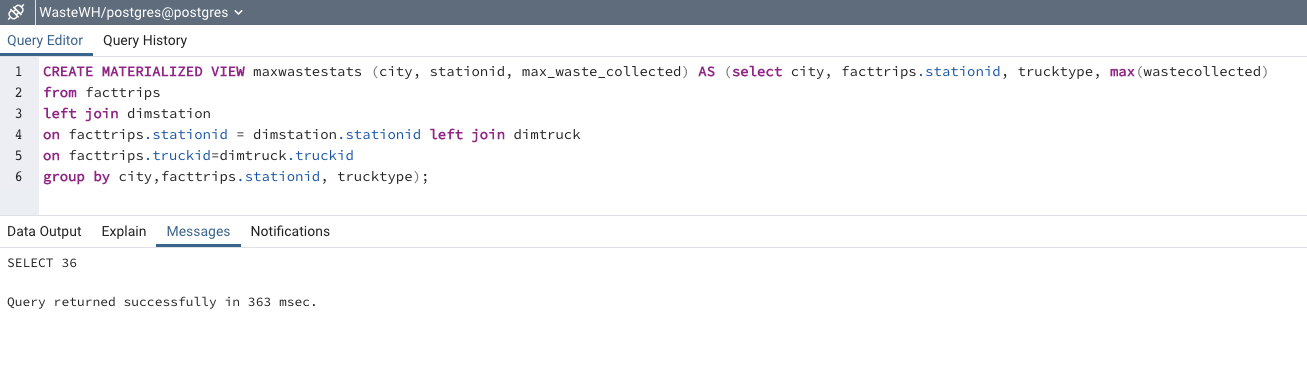 WasteWH/postgres@postgres
Query Editor Query History
1 CREATE MATERIALIZED VIEW maxwastestats (city, stationid, max_waste_collected) AS (select city, facttrips.stationid, trucktype, max(wastecollected)
2 from facttrips
3 left join dimstation
4 on facttrips.stationid = dimstation.stationid left join dimtruck
5 on facttrips.truckid=dimtruck.truckid
6 group by city,facttrips.stationid, trucktype);
Data Output Explain Messages Notifications
SELECT 36
Query returned successfully in 363 msec.